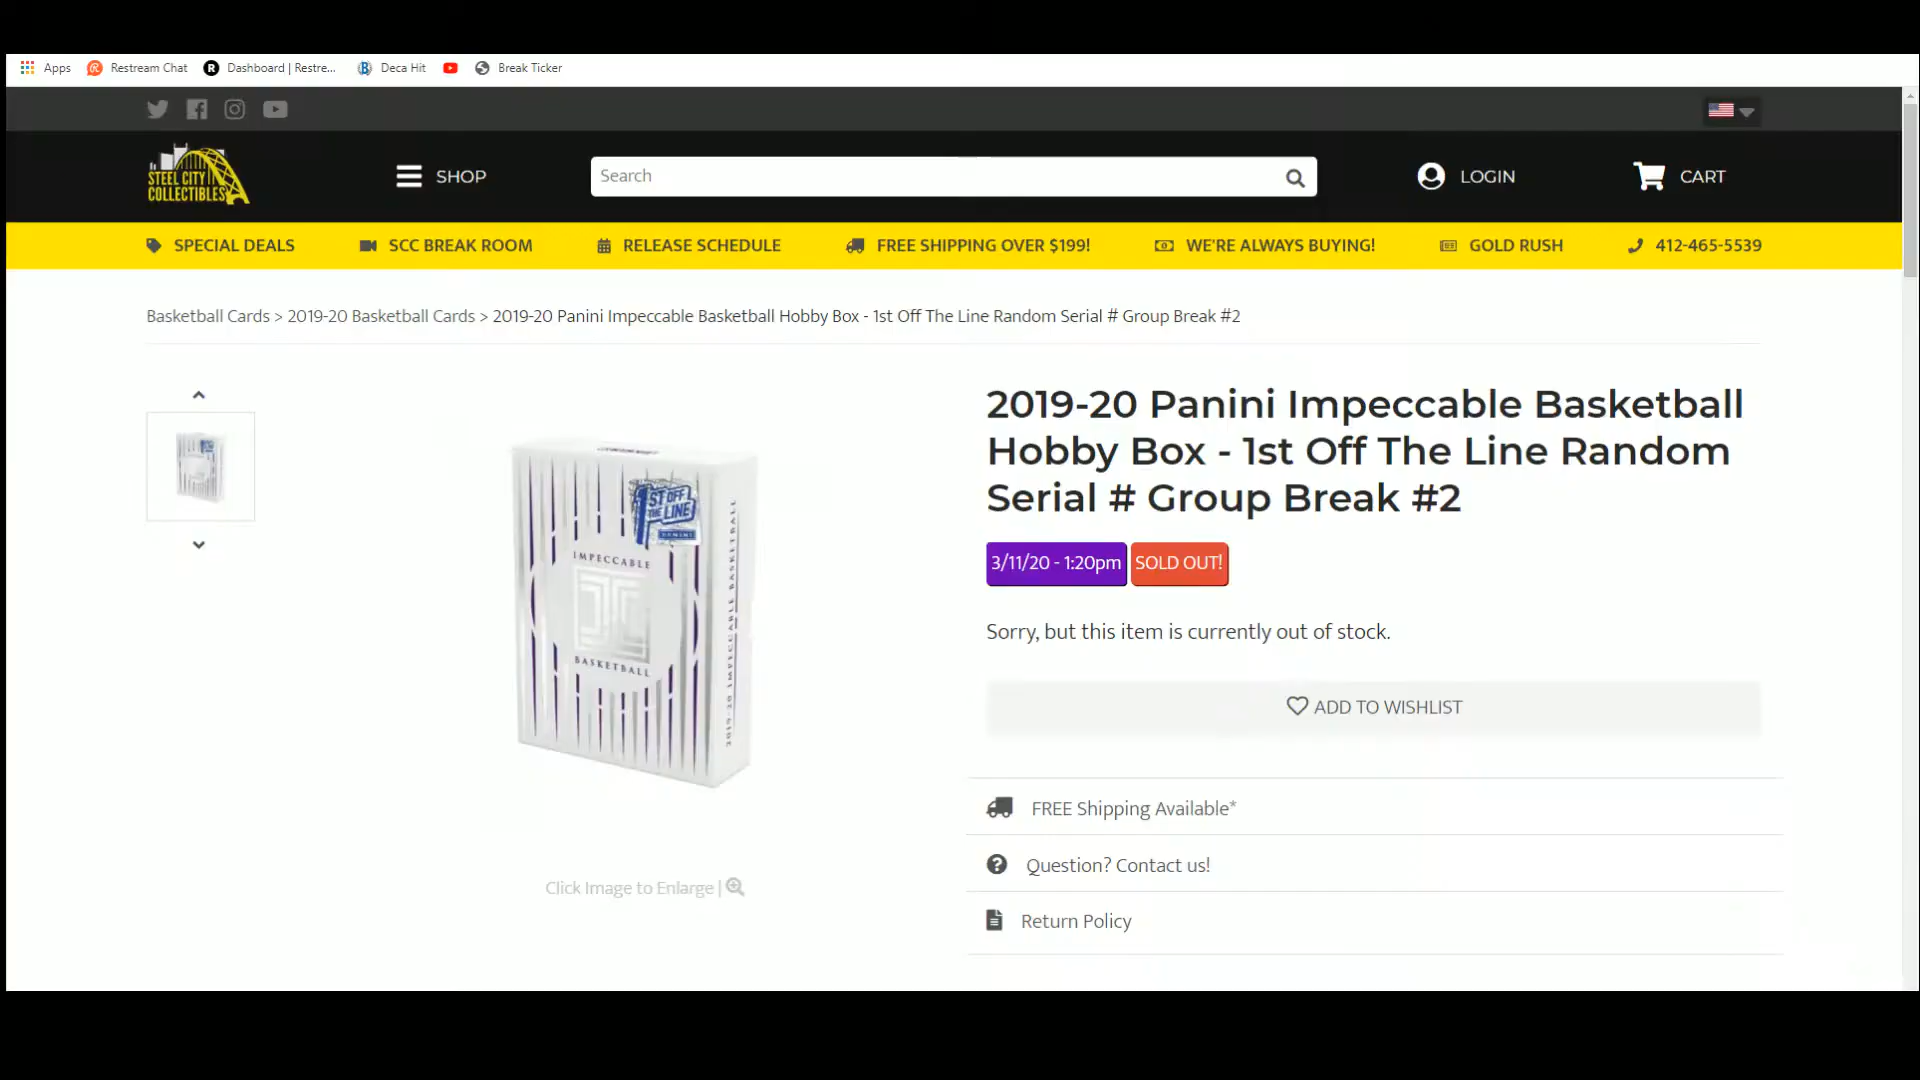 Apps Restream Chat Dashboard | Restre... Deca Hit Break Ticker
STEEL CITY
COLLECTIBLES
SHOP
Search
LOGIN
CART
SPECIAL DEALS SCC BREAK ROOM RELEASE SCHEDULE FREE SHIPPING OVER $199! WE'RE ALWAYS BUYING! GOLD RUSH 412-465-5539
Basketball Cards > 2019-20 Basketball Cards > 2019-20 Panini Impeccable Basketball Hobby Box - 1st Off The Line Random Serial # Group Break #2
1ST OFF
THE LINE
PANINI
IMPECCABLE
BASKETBALL
2019-20 IMPECCABLE BASKETBALL
Click Image to Enlarge |
2019-20 Panini Impeccable Basketball
Hobby Box - 1st Off The Line Random
Serial # Group Break #2
3/11/20 - 1:20pm SOLD OUT!
Sorry, but this item is currently out of stock.
ADD TO WISHLIST
FREE Shipping Available*
Question? Contact us!
Return Policy